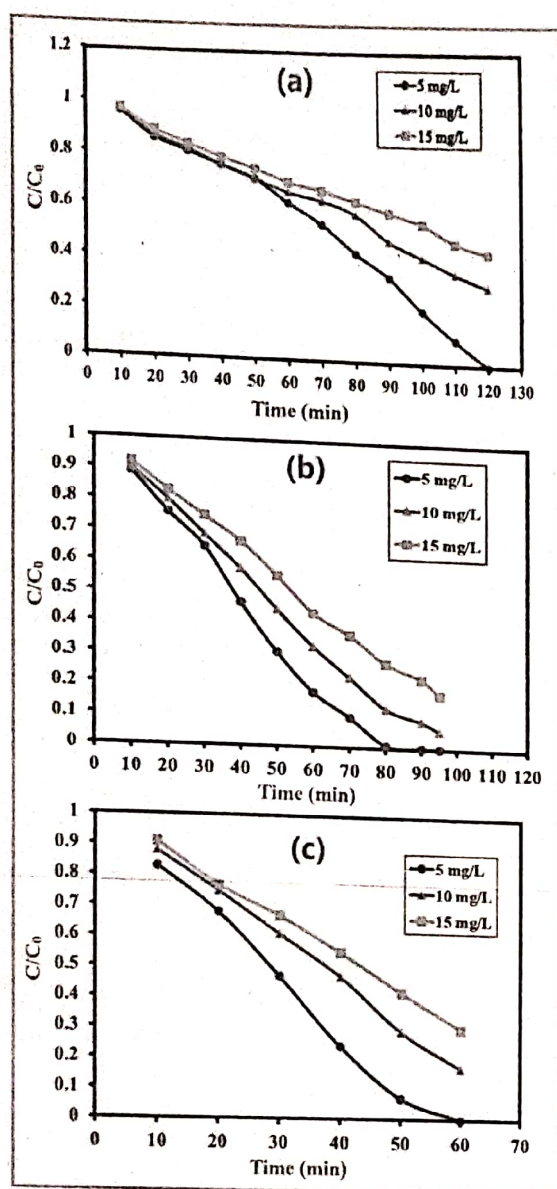 1.2
(a)
5 mg/L
10 mg/L
15 mg/L
1
0.8
0.6
0.4
0.2
0
C/C₀
0 10 20 30 40 50 60 70 80 90 100 110 120 130
Time (min)
1
(b)
5 mg/L
10 mg/L
15 mg/L
0.9
0.8
0.7
0.6
0.5
0.4
0.3
0.2
0.1
0
C/C₀
0 10 20 30 40 50 60 70 80 90 100 110 120
Time (min)
1
(c)
5 mg/L
10 mg/L
15 mg/L
0.9
0.8
0.7
0.6
0.5
0.4
0.3
0.2
0.1
0
C/C₀
0 10 20 30 40 50 60 70
Time (min)